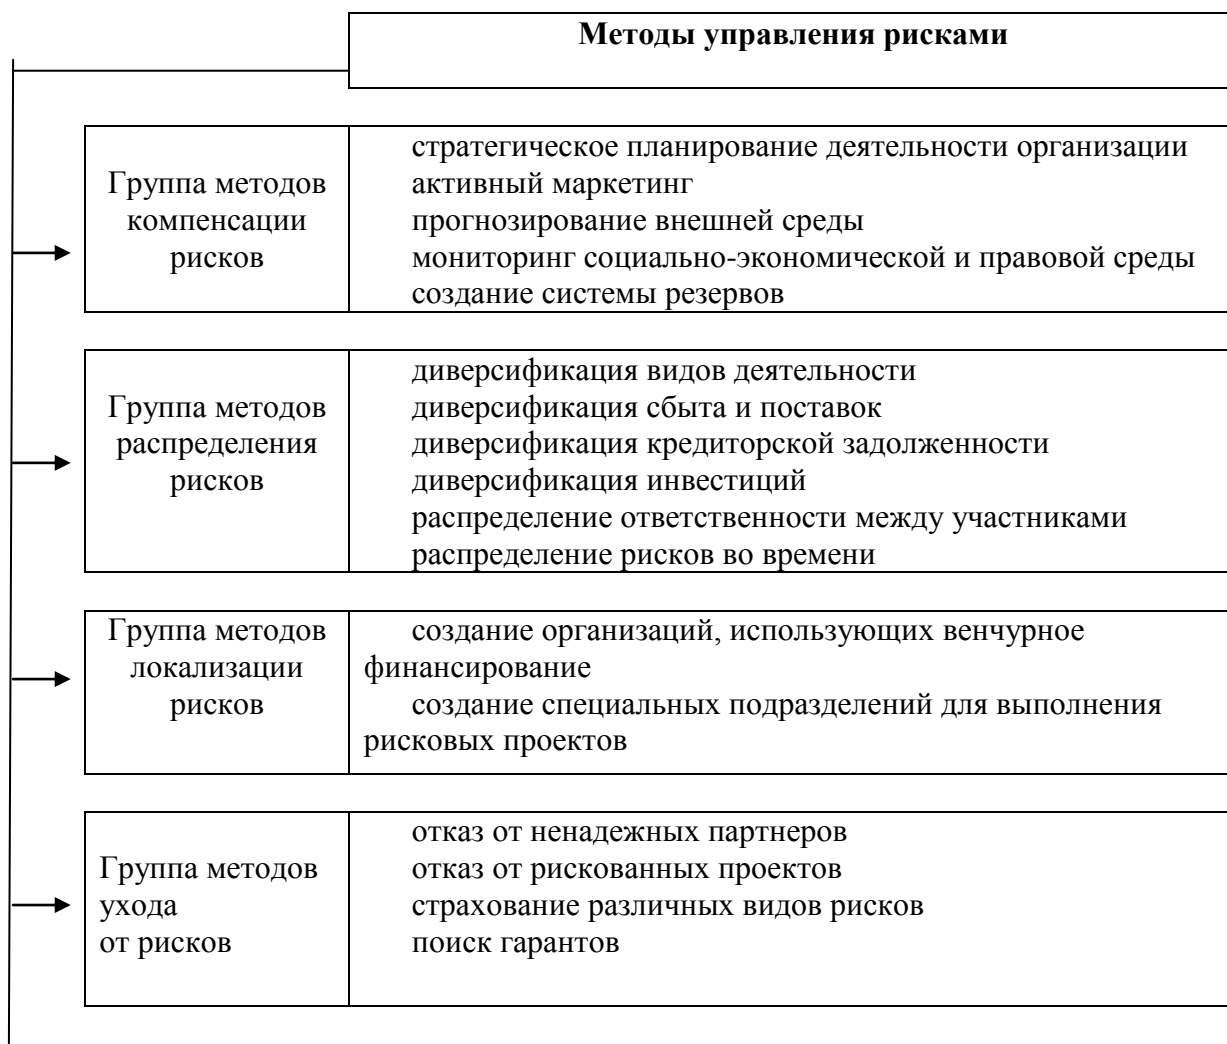 Методы управления рисками
Группа методов
компенсации
рисков
стратегическое планирование деятельности организации
активный маркетинг
прогнозирование внешней среды
мониторинг социально-экономической и правовой среды
создание системы резервов
Группа методов
распределения
рисков
диверсификация видов деятельности
диверсификация сбыта и поставок
диверсификация кредиторской задолженности
диверсификация инвестиций
распределение ответственности между участниками
распределение рисков во времени
Группа методов
локализации
рисков
создание организаций, использующих венчурное
финансирование
создание специальных подразделений для выполнения
рисковых проектов
Группа методов
ухода
от рисков
отказ от ненадежных партнеров
отказ от рискованных проектов
страхование различных видов рисков
поиск гарантов